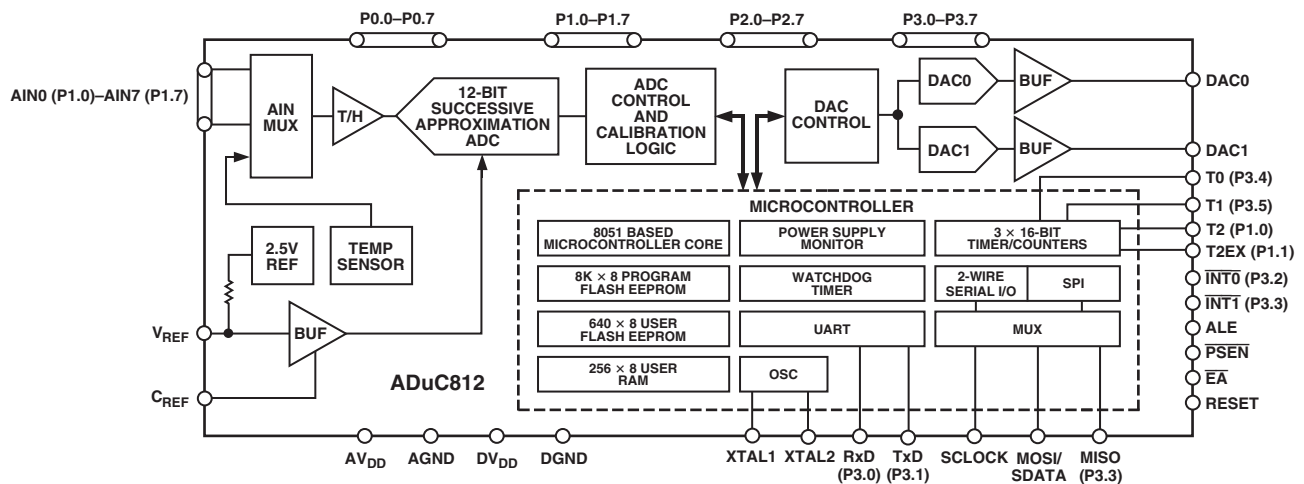 P0.0–P0.7
P1.0–P1.7
P2.0–P2.7
P3.0–P3.7
AIN0 (P1.0)–AIN7 (P1.7)
AIN
MUX
T/H
12-BIT
SUCCESSIVE
APPROXIMATION
ADC
ADC
CONTROL
AND
CALIBRATION
LOGIC
DAC
CONTROL
DAC0
BUF
DAC0
DAC1
BUF
DAC1
T0 (P3.4)
T1 (P3.5)
T2 (P1.0)
T2EX (P1.1)
INT0 (P3.2)
INT1 (P3.3)
ALE
PSEN
EA
RESET
2.5V
REF
TEMP
SENSOR
VREF
BUF
CREF
ADuC812
MICROCONTROLLER
8051 BASED
MICROCONTROLLER CORE
POWER SUPPLY
MONITOR
3 × 16-BIT
TIMER/COUNTERS
8K × 8 PROGRAM
FLASH EEPROM
WATCHDOG
TIMER
2-WIRE
SERIAL I/O
SPI
640 × 8 USER
FLASH EEPROM
UART
MUX
256 × 8 USER
RAM
OSC
AVDD
AGND
DVDD
DGND
XTAL1
XTAL2
RxD
(P3.0)
TxD
(P3.1)
SCLOCK
MOSI/
SDATA
MISO
(P3.3)